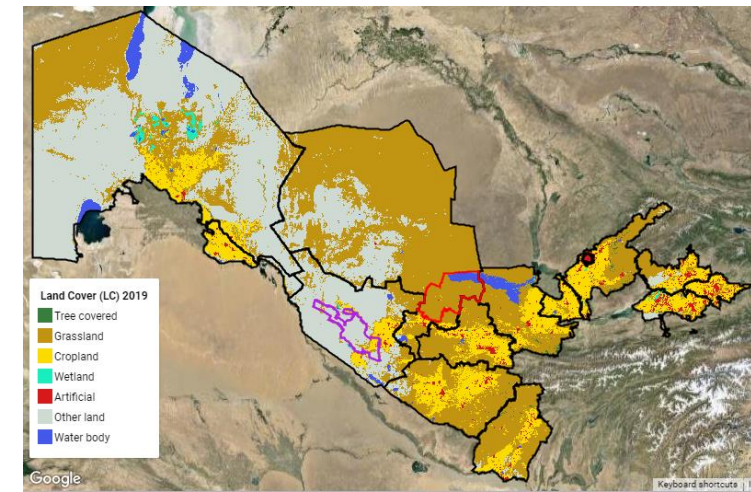 Land Cover (LC) 2019
Tree covered
Grassland
Cropland
Wetland
Artificial
Other land
Water body
Google
Keyboard shortcuts